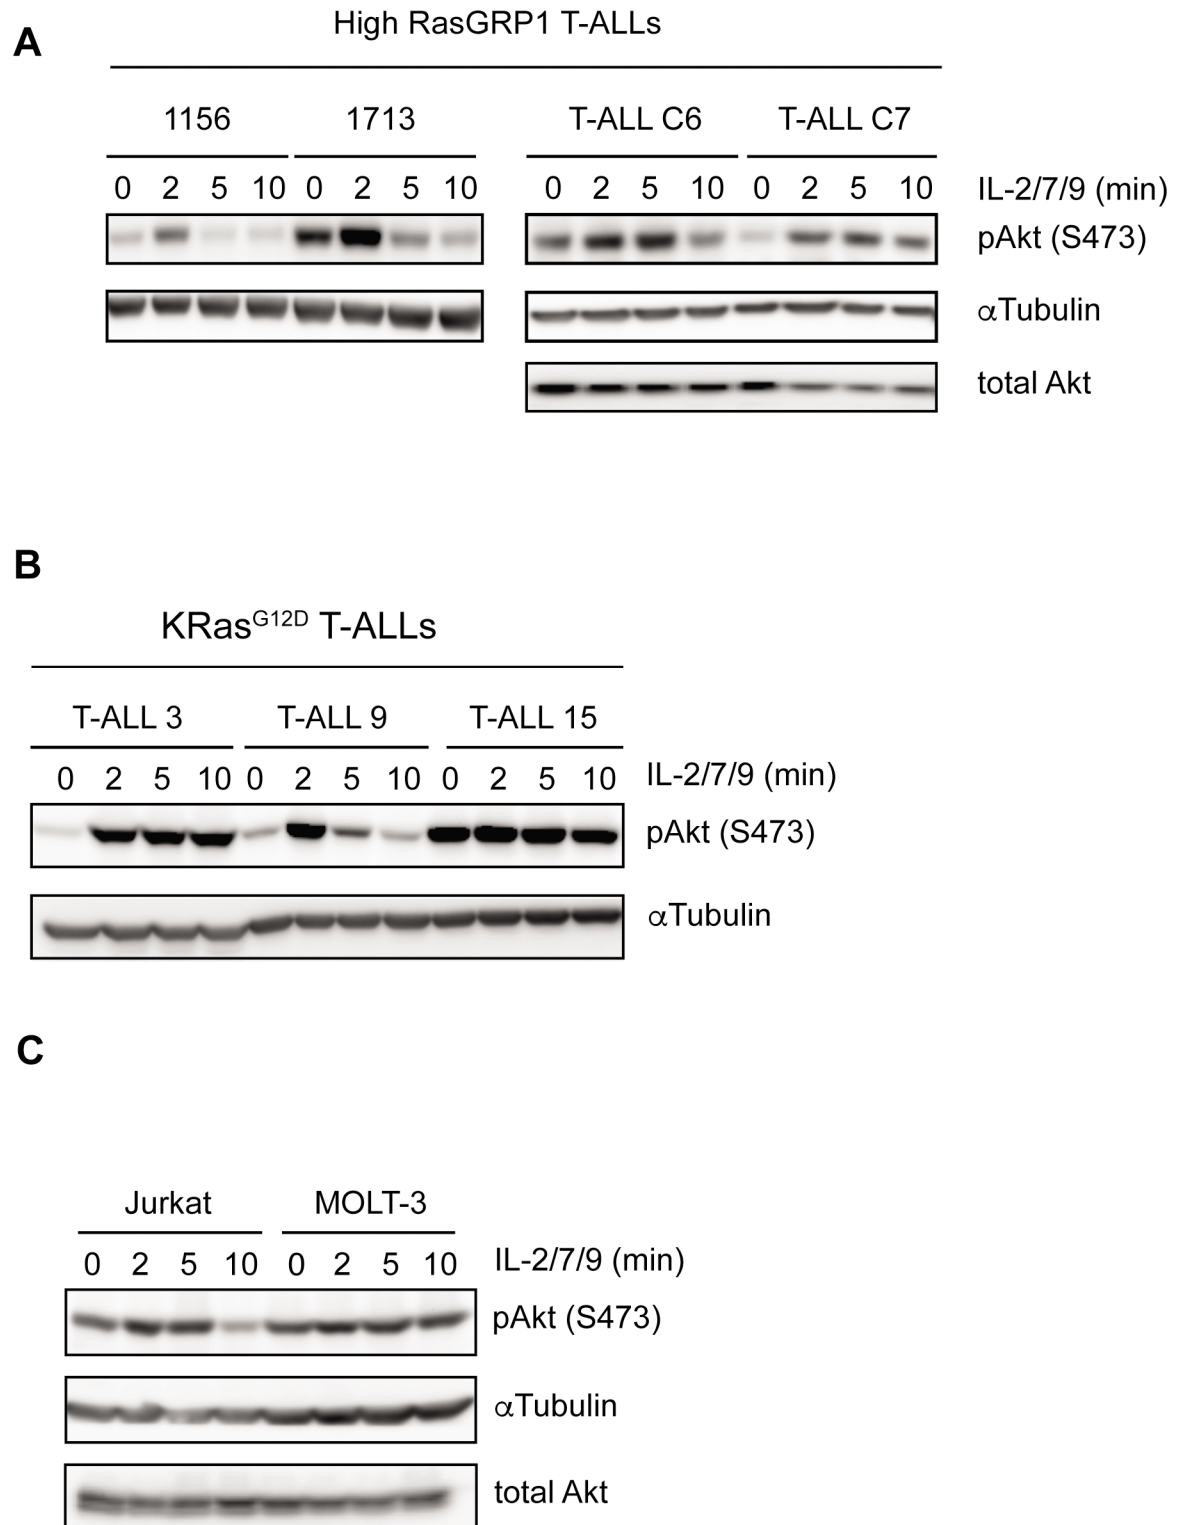 A
High RasGRP1 T-ALLs
1156 1713 T-ALL C6 T-ALL C7
0 2 5 10 0 2 5 10 0 2 5 10 0 2 5 10 IL-2/7/9 (min)
pAkt (S473)
αTubulin
total Akt
B
KRasG12D T-ALLs
T-ALL 3 T-ALL 9 T-ALL 15
0 2 5 10 0 2 5 10 0 2 5 10 IL-2/7/9 (min)
pAkt (S473)
αTubulin
C
Jurkat MOLT-3
0 2 5 10 0 2 5 10 IL-2/7/9 (min)
pAkt (S473)
αTubulin
total Akt